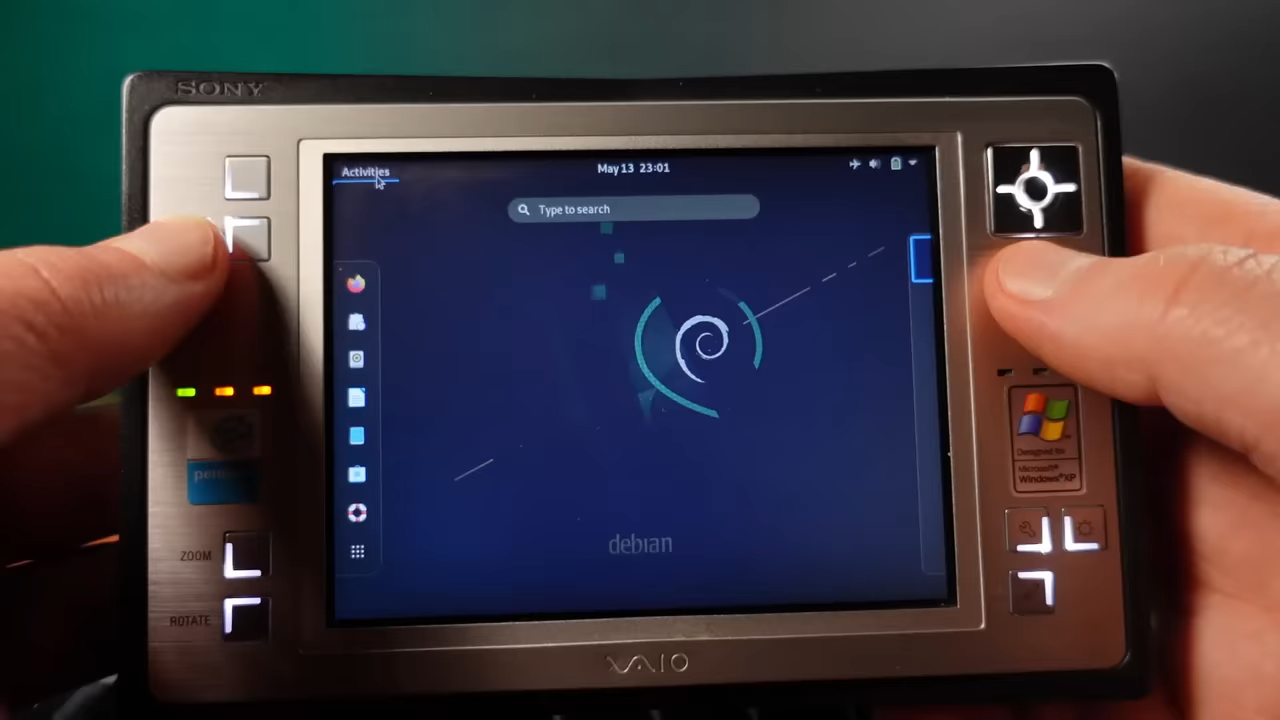 SONY
Activities
May 13 23:01
Type to search
debian
Designed for
Microsoft®
Windows®XP
ZOOM
ROTATE
VAIO